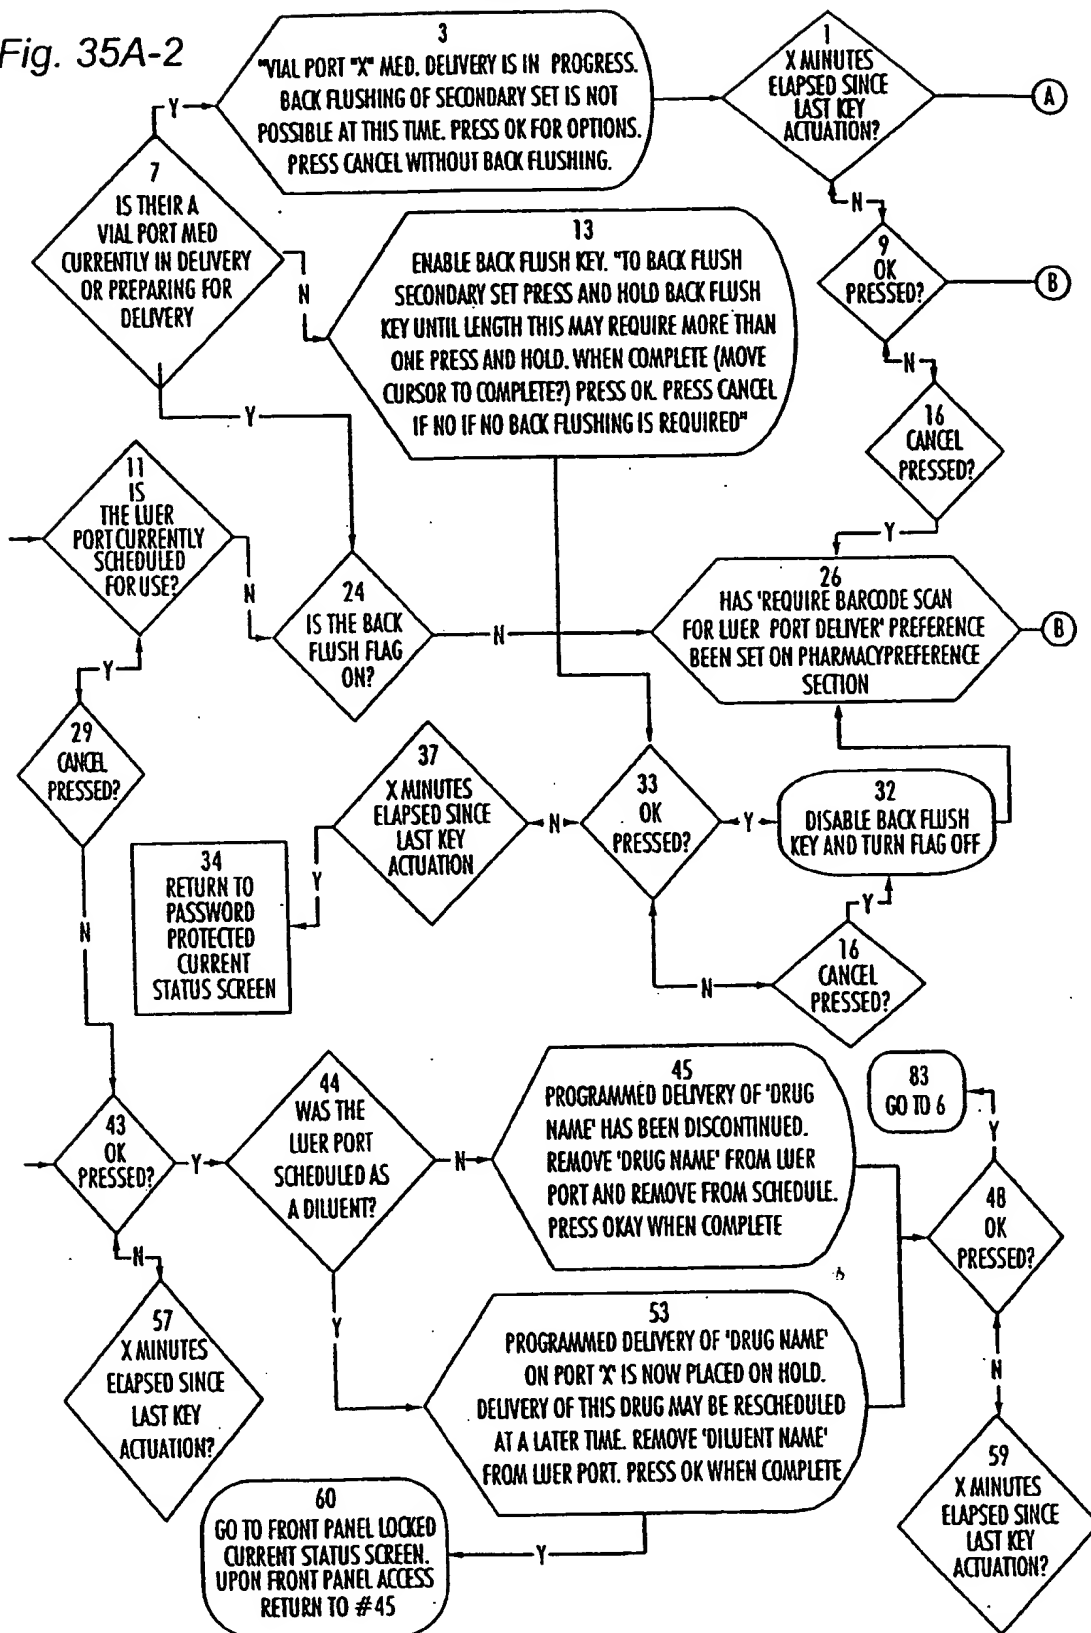 Fig. 35A-2
3
"VIAL PORT "X" MED. DELIVERY IS IN PROGRESS.
BACK FLUSHING OF SECONDARY SET IS NOT
POSSIBLE AT THIS TIME. PRESS OK FOR OPTIONS.
PRESS CANCEL WITHOUT BACK FLUSHING.
1
X MINUTES
ELAPSED SINCE
LAST KEY
ACTUATION?
A
Y
7
IS THEIR A
VIAL PORT MED
CURRENTLY IN DELIVERY
OR PREPARING FOR
DELIVERY
N
13
ENABLE BACK FLUSH KEY. "TO BACK FLUSH
SECONDARY SET PRESS AND HOLD BACK FLUSH
KEY UNTIL LENGTH THIS MAY REQUIRE MORE THAN
ONE PRESS AND HOLD. WHEN COMPLETE (MOVE
CURSOR TO COMPLETE?) PRESS OK. PRESS CANCEL
IF NO IF NO BACK FLUSHING IS REQUIRED"
N
9
OK
PRESSED?
B
N
16
CANCEL
PRESSED?
Y
Y
11
IS
THE LUER
PORT CURRENTLY
SCHEDULED
FOR USE?
N
24
IS THE BACK
FLUSH FLAG
ON?
N
26
HAS 'REQUIRE BARCODE SCAN
FOR LUER PORT DELIVER' PREFERENCE
BEEN SET ON PHARMACYPREFERENCE
SECTION
B
Y
29
CANCEL
PRESSED?
N
37
X MINUTES
ELAPSED SINCE
LAST KEY
ACTUATION
N
33
OK
PRESSED?
Y
32
DISABLE BACK FLUSH
KEY AND TURN FLAG OFF
Y
34
RETURN TO
PASSWORD
PROTECTED
CURRENT
STATUS SCREEN
Y
16
CANCEL
PRESSED?
N
43
OK
PRESSED?
Y
44
WAS THE
LUER PORT
SCHEDULED AS
A DILUENT?
N
45
PROGRAMMED DELIVERY OF 'DRUG
NAME' HAS BEEN DISCONTINUED.
REMOVE 'DRUG NAME' FROM LUER
PORT AND REMOVE FROM SCHEDULE.
PRESS OKAY WHEN COMPLETE
83
GO TO 6
Y
48
OK
PRESSED?
N
57
X MINUTES
ELAPSED SINCE
LAST KEY
ACTUATION?
Y
53
PROGRAMMED DELIVERY OF 'DRUG NAME'
ON PORT 'X' IS NOW PLACED ON HOLD.
DELIVERY OF THIS DRUG MAY BE RESCHEDULED
AT A LATER TIME. REMOVE 'DILUENT NAME'
FROM LUER PORT. PRESS OK WHEN COMPLETE
N
59
X MINUTES
ELAPSED SINCE
LAST KEY
ACTUATION?
60
GO TO FRONT PANEL LOCKED
CURRENT STATUS SCREEN.
UPON FRONT PANEL ACCESS
RETURN TO #45
Y